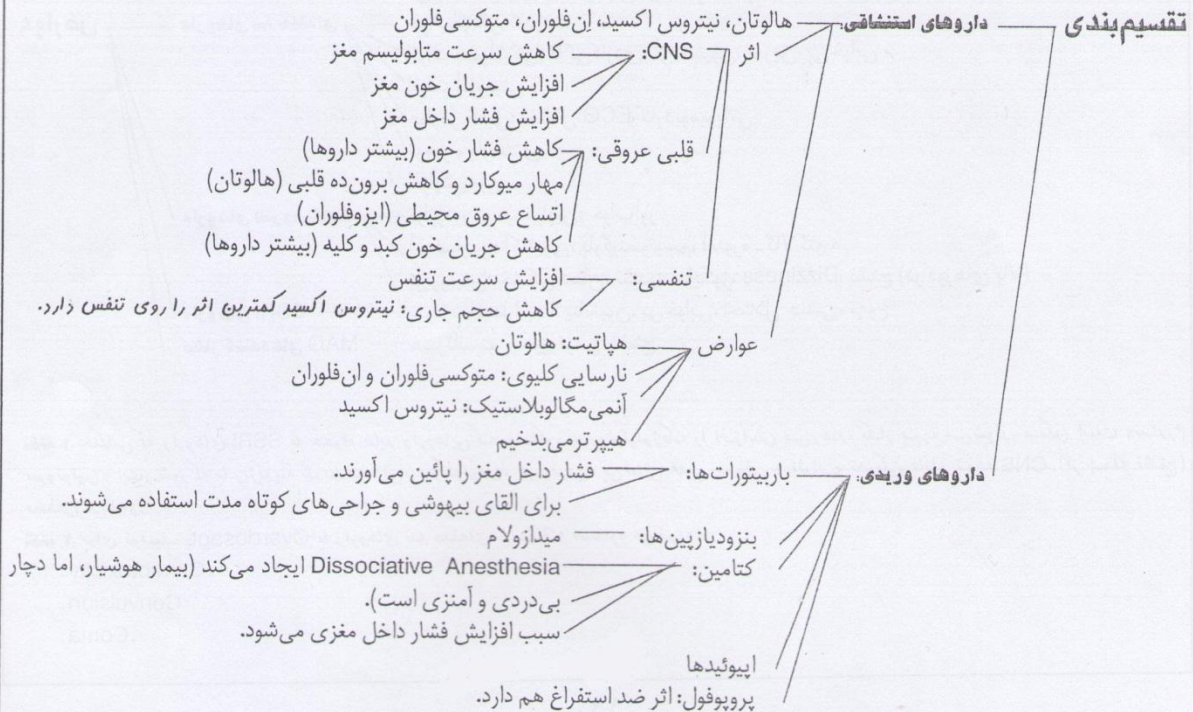 تقسیم‌بندی داروهای استنشاقی: هالوتان، نیتروس اکسید، اِن‌فلوران، متوکسی‌فلوران
اثر CNS: کاهش سرعت متابولیسم مغز
افزایش جریان خون مغز
افزایش فشار داخل مغز
قلبی عروقی: کاهش فشار خون (بیشتر داروها)
مهار میوکارد و کاهش برون‌ده قلبی (هالوتان)
اتساع عروق محیطی (ایزوفلوران)
کاهش جریان خون کبد و کلیه (بیشتر داروها)
تنفسی: افزایش سرعت تنفس
کاهش حجم جاری: نیتروس اکسید کمترین اثر را روی تنفس دارد.
عوارض هپاتیت: هالوتان
نارسایی کلیوی: متوکسی‌فلوران و ان‌فلوران
آنمی‌مگالوبلاستیک: نیتروس اکسید
هیپرترمی‌بدخیم
داروهای وریدی: باربیتورات‌ها: فشار داخل مغز را پائین می‌آورند.
برای القای بیهوشی و جراحی‌های کوتاه مدت استفاده می‌شوند.
بنزودیازپین‌ها: میدازولام
کتامین: Dissociative Anesthesia ایجاد می‌کند (بیمار هوشیار، اما دچار
بی‌دردی و آمنزی است).
سبب افزایش فشار داخل مغزی می‌شود.
اپیوئیدها
پروپوفول: اثر ضد استفراغ هم دارد.